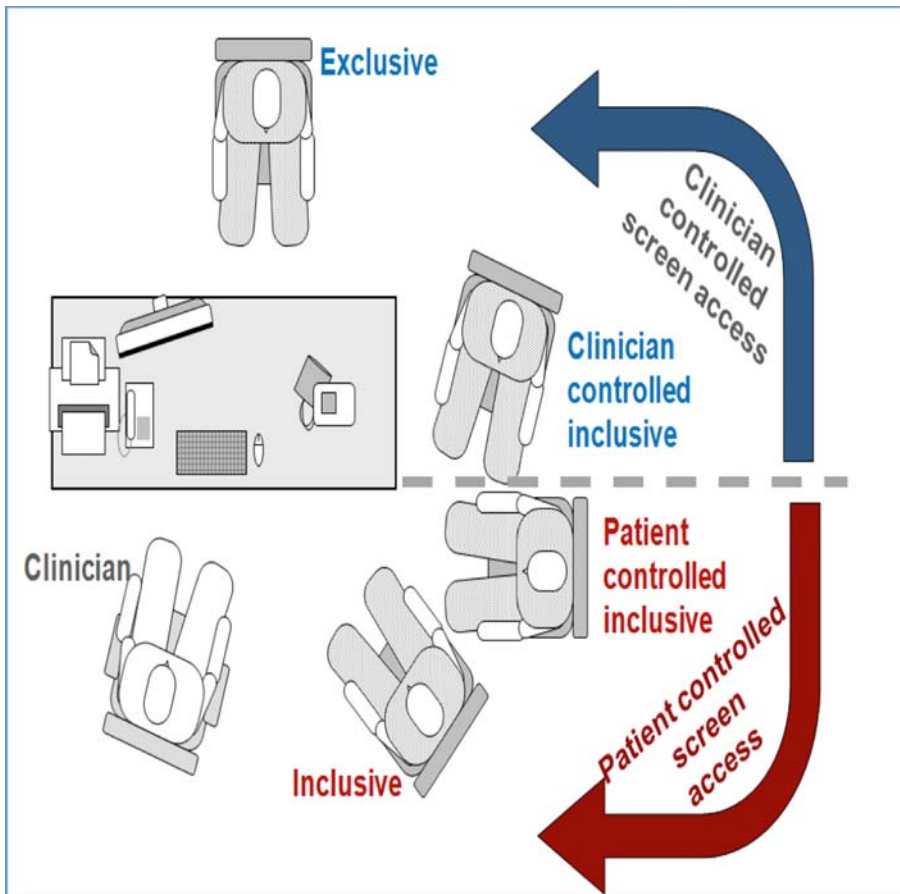 Exclusive
Clinician
controlled
screen access
Clinician
controlled
inclusive
Patient
controlled
inclusive
Clinician
Patient controlled
screen
access
Inclusive